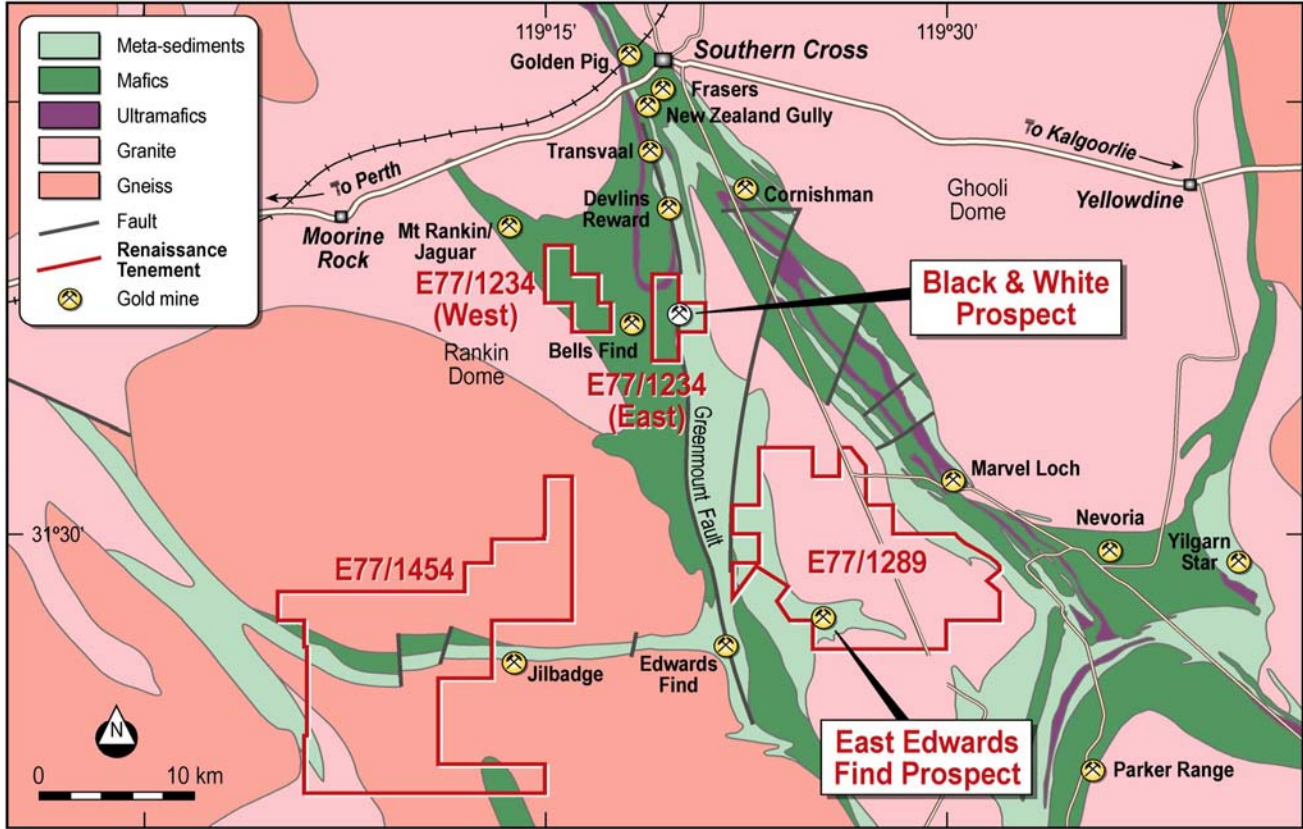 Meta-sediments
Mafics
Ultramafics
Granite
Gneiss
Fault
Renaissance
Tenement
Gold mine
119º15'
119º30'
Golden Pig
Southern Cross
Frasers
New Zealand Gully
Transvaal
To Perth
To Kalgoorlie
Moorine
Rock
Mt Rankin/
Jaguar
Devlins
Reward
Cornishman
Ghooli
Dome
Yellowdine
E77/1234
(West)
Rankin
Dome
Bells Find
E77/1234
(East)
Black & White
Prospect
Greenmount Fault
Marvel Loch
31º30'
Nevoria
Yilgarn
Star
E77/1454
E77/1289
Jilbadge
Edwards
Find
East Edwards
Find Prospect
Parker Range
N
0 10 km